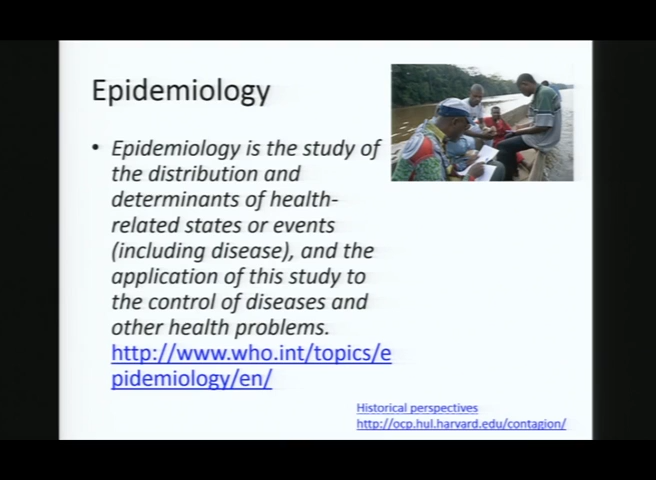 Epidemiology
• Epidemiology is the study of
the distribution and
determinants of health-
related states or events
(including disease), and the
application of this study to
the control of diseases and
other health problems.
http://www.who.int/topics/e
pidemiology/en/
Historical perspectives
http://ocp.hul.harvard.edu/contagion/